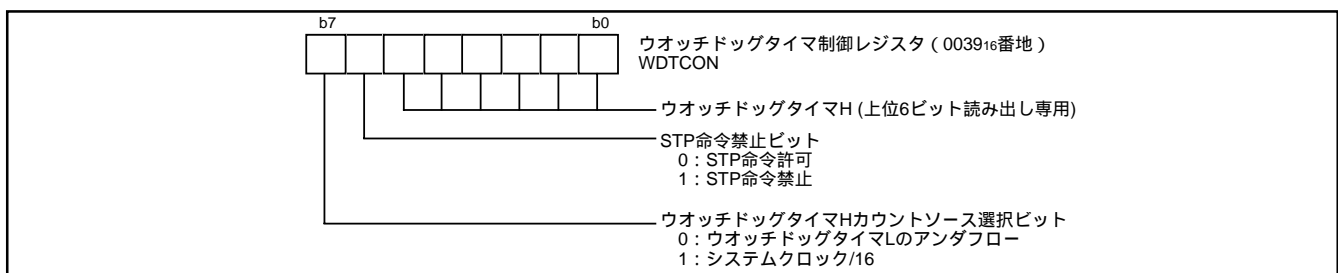 b7 b0
ウオッチドッグタイマ制御レジスタ(003916番地)
WDTCON
ウオッチドッグタイマH (上位6ビット読み出し専用)
STP命令禁止ビット
0:STP命令許可
1:STP命令禁止
ウオッチドッグタイマHカウントソース選択ビット
0:ウオッチドッグタイマLのアンダフロー
1:システムクロック/16